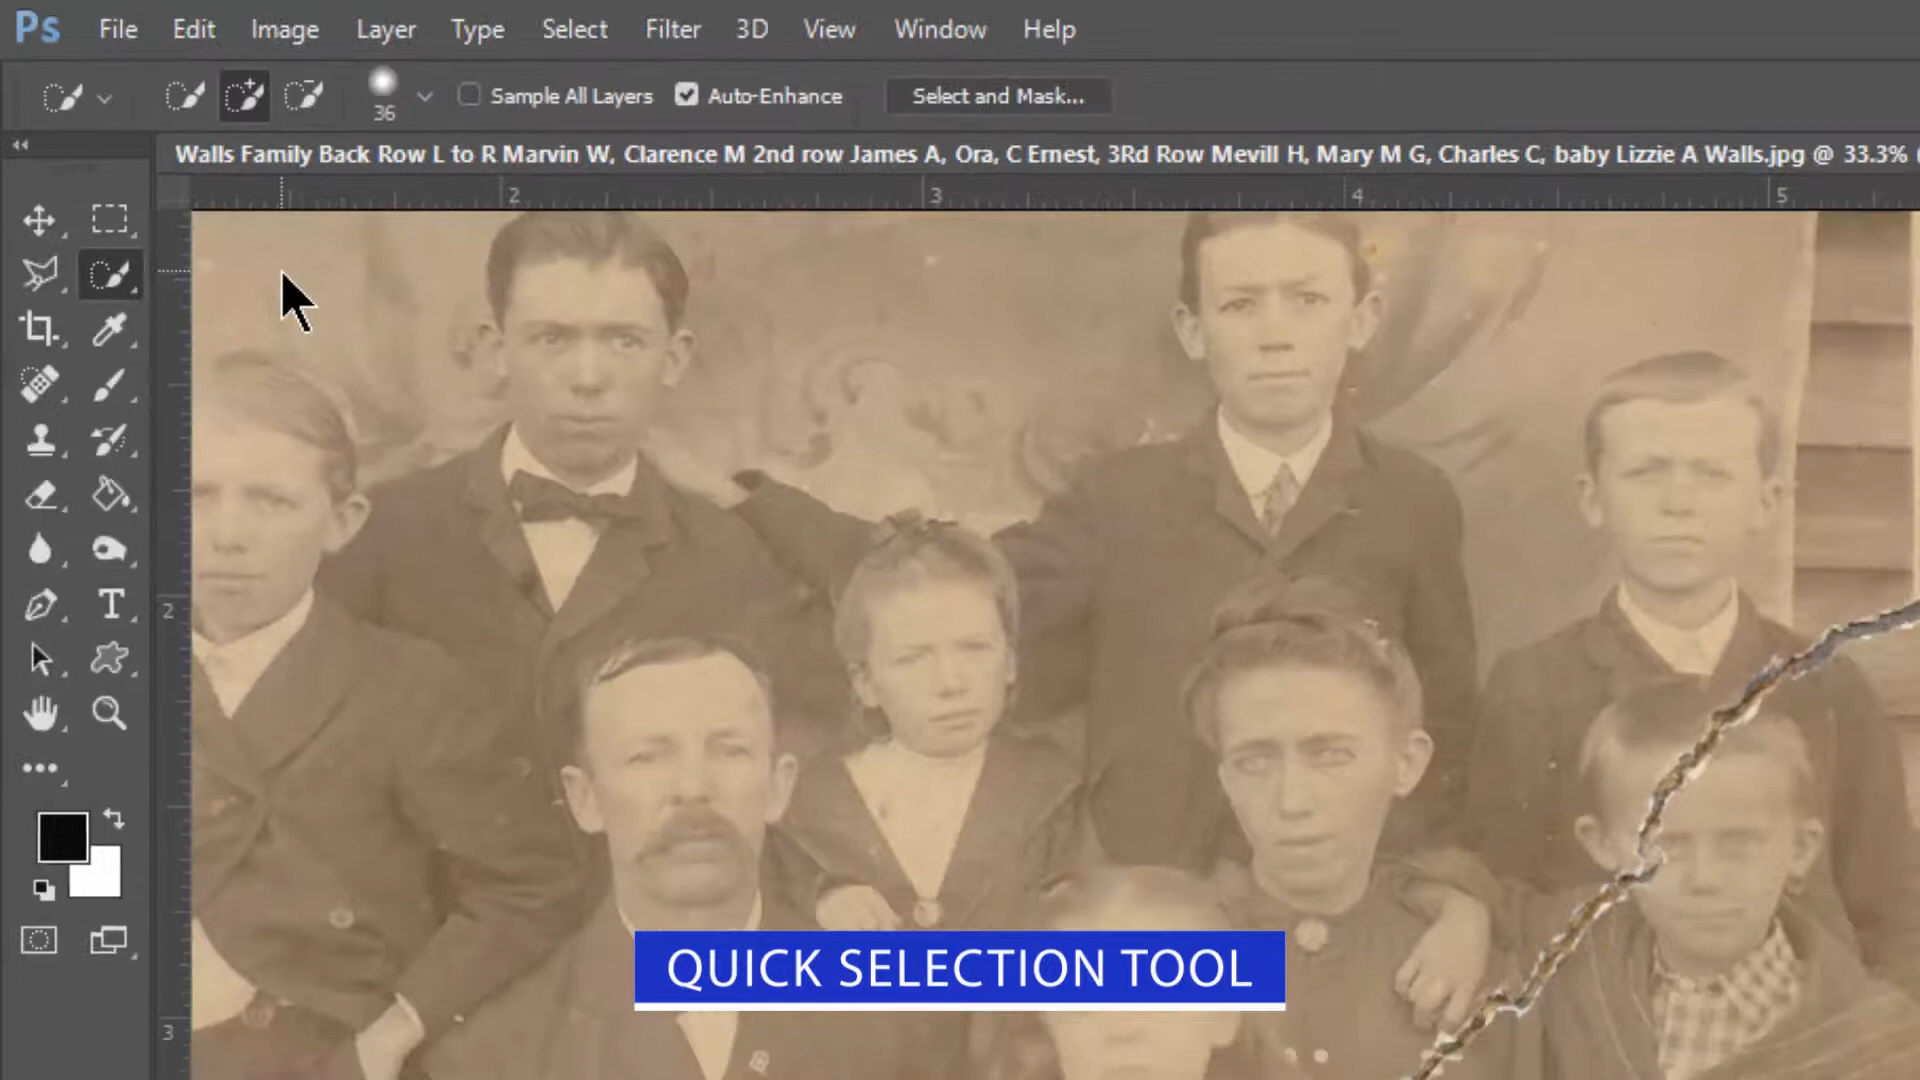 Ps File Edit Image Layer Type Select Filter 3D View Window Help
36 Sample All Layers Auto-Enhance Select and Mask...
Walls Family Back Row L to R Marvin W, Clarence M 2nd row James A, Ora, C Ernest, 3Rd Row Mevill H, Mary M G, Charles C, baby Lizzie A Walls.jpg @ 33.3% (
2 3 4 5
2
3
QUICK SELECTION TOOL